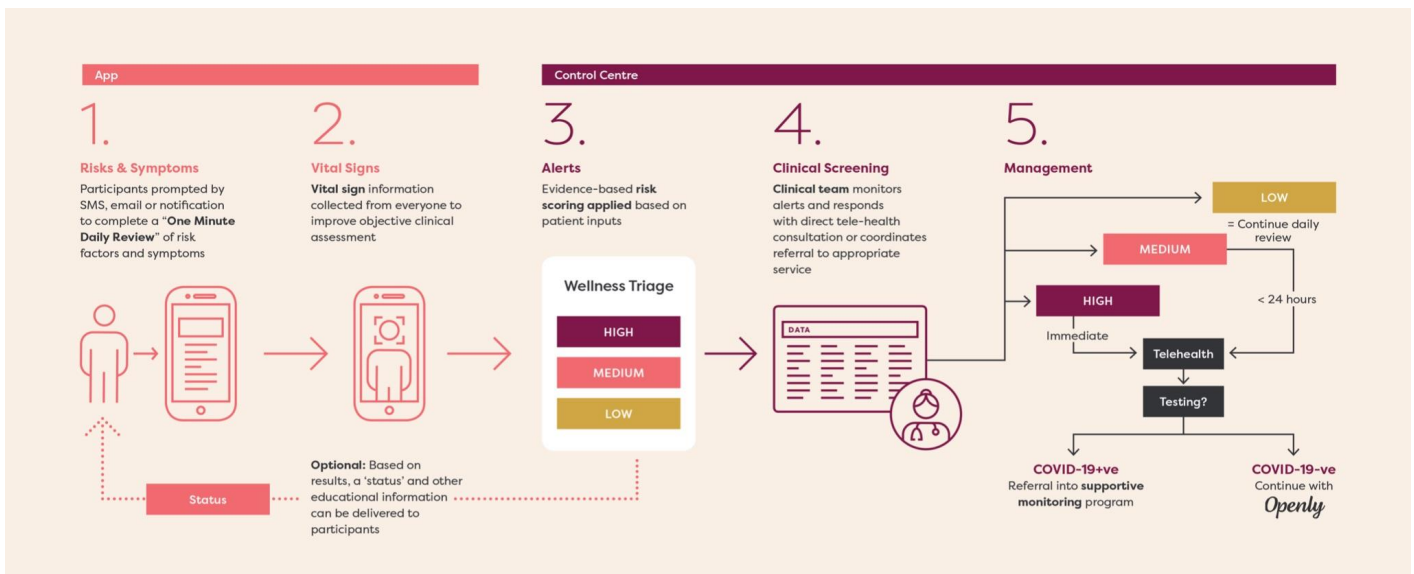 App
Control Centre
1.
Risks & Symptoms
Participants prompted by
SMS, email or notification
to complete a “One Minute
Daily Review” of risk
factors and symptoms
2.
Vital Signs
Vital sign information
collected from everyone to
improve objective clinical
assessment
3.
Alerts
Evidence-based risk
scoring applied based on
patient inputs
Wellness Triage
HIGH
MEDIUM
LOW
4.
Clinical Screening
Clinical team monitors
alerts and responds
with direct tele-health
consultation or coordinates
referral to appropriate
service
DATA
5.
Management
LOW
= Continue daily
review
MEDIUM
< 24 hours
HIGH
Immediate
Telehealth
Testing?
COVID-19+ve
Referral into supportive
monitoring program
COVID-19-ve
Continue with
Openly
Status
Optional: Based on
results, a ‘status’ and other
educational information
can be delivered to
participants